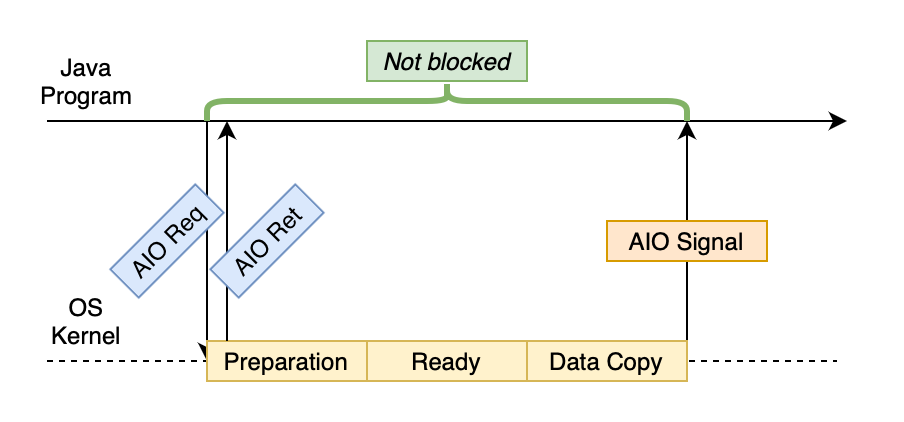 Not blocked
Java
Program
AIO Req
AIO Ret
AIO Signal
OS
Kernel
Preparation
Ready
Data Copy